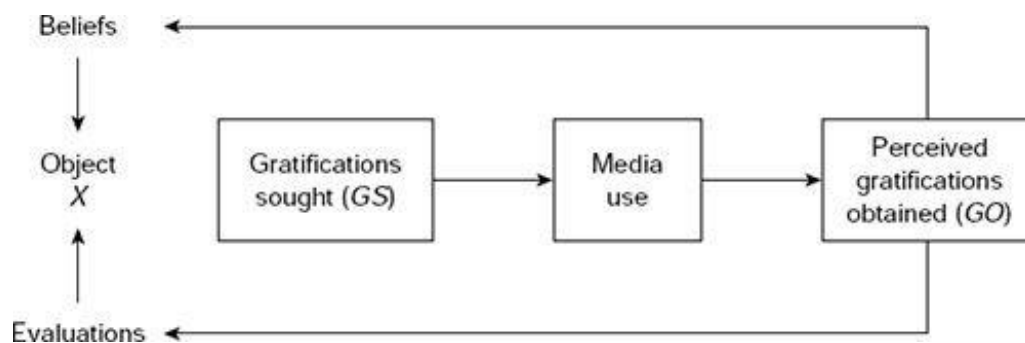 Beliefs
Object
X
Evaluations
Gratifications
sought (GS)
Media
use
Perceived
gratifications
obtained (GO)